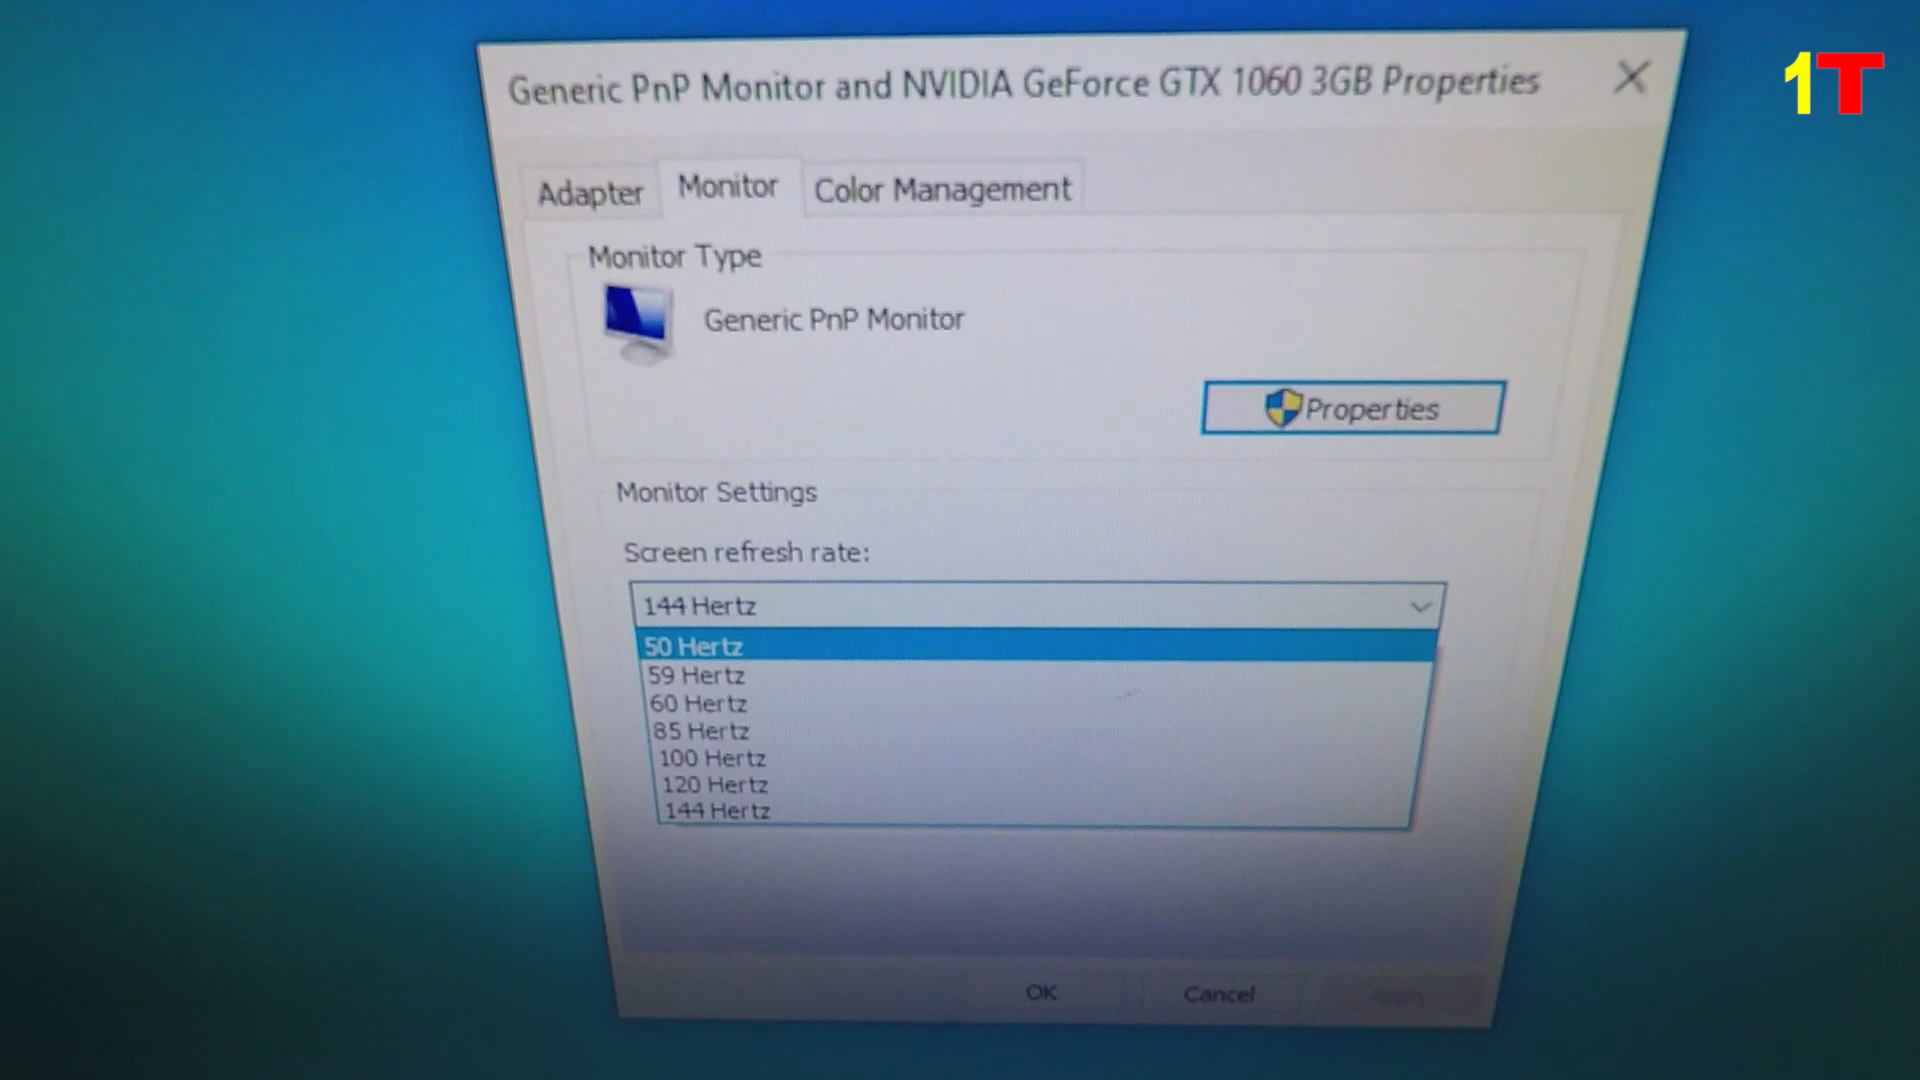 1T
Generic PnP Monitor and NVIDIA GeForce GTX 1060 3GB Properties
Adapter
Monitor
Color Management
Monitor Type
Generic PnP Monitor
Properties
Monitor Settings
Screen refresh rate:
144 Hertz
50 Hertz
59 Hertz
60 Hertz
85 Hertz
100 Hertz
120 Hertz
144 Hertz
OK
Cancel
Apply